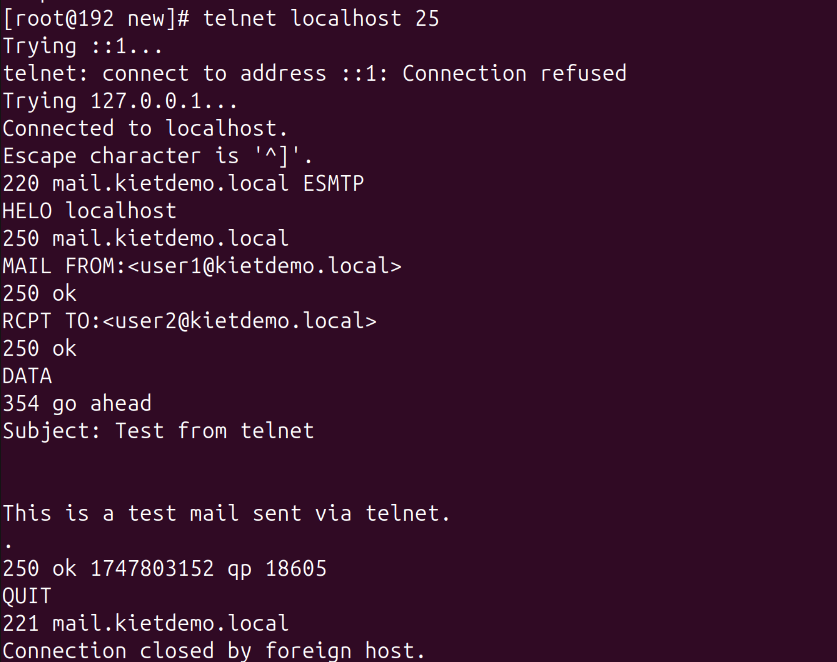 [root@192 new]# telnet localhost 25
Trying ::1...
telnet: connect to address ::1: Connection refused
Trying 127.0.0.1...
Connected to localhost.
Escape character is '^]'.
220 mail.kietdemo.local ESMTP
HELO localhost
250 mail.kietdemo.local
MAIL FROM:<user1@kietdemo.local>
250 ok
RCPT TO:<user2@kietdemo.local>
250 ok
DATA
354 go ahead
Subject: Test from telnet
This is a test mail sent via telnet.
.
250 ok 1747803152 qp 18605
QUIT
221 mail.kietdemo.local
Connection closed by foreign host.